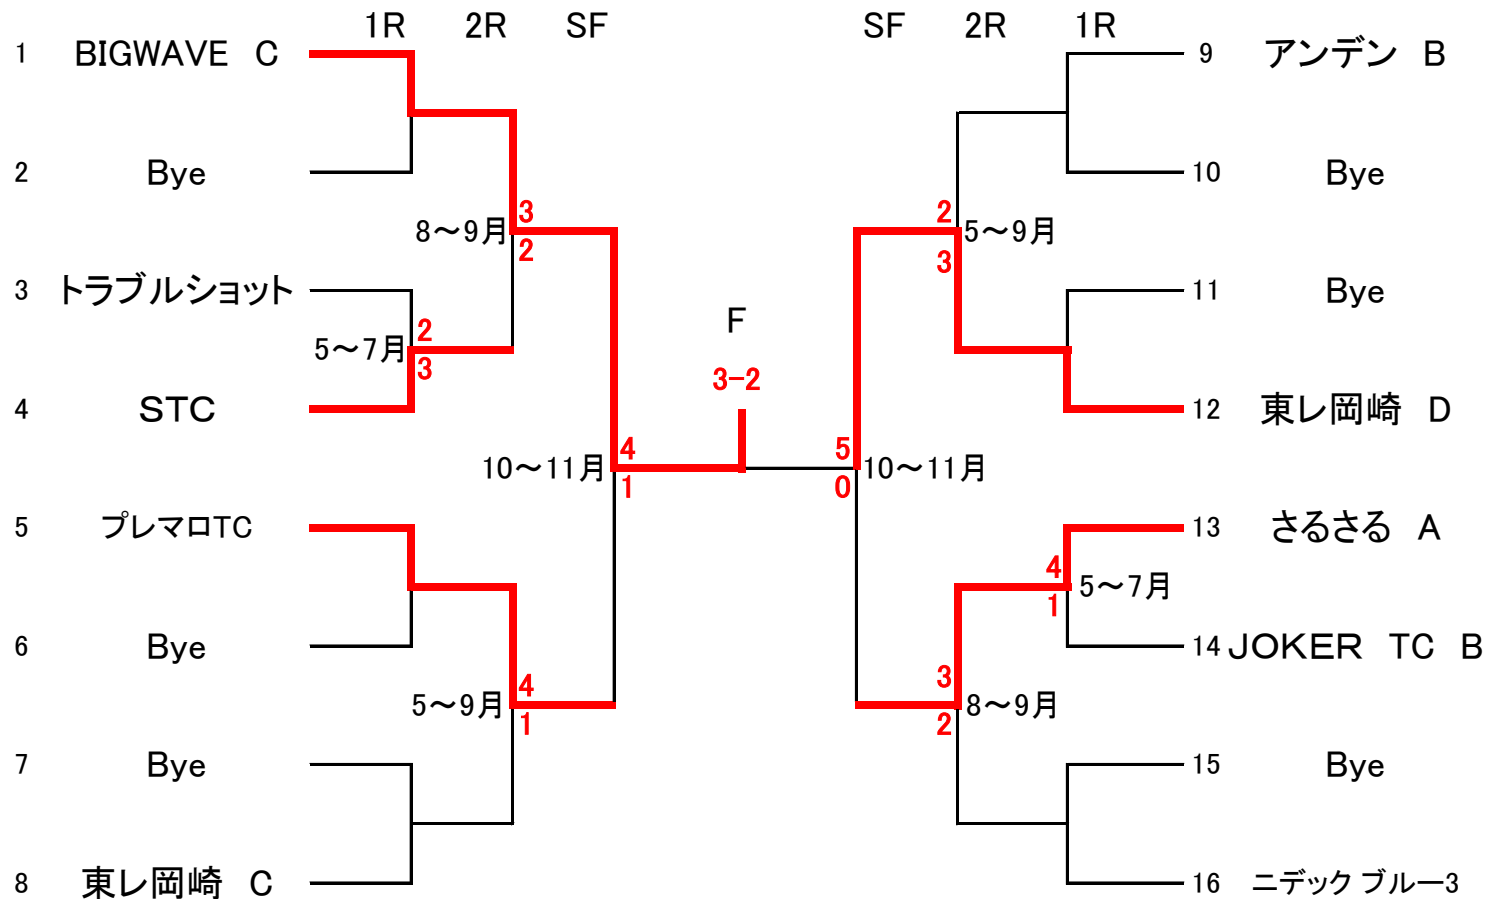 1R 2R SF SF 2R 1R
1 BIGWAVE C 9 アンデン B
2 Bye 10 Bye
3 2
8～9月 5～9月
2 3
3 トラブルショット 11 Bye
F
2
5～7月
3
3-2
4 STC 12 東レ岡崎 D
4 5
10～11月 10～11月
1 0
5 プレマロTC 13 さるさる A
4
5～7月
1
6 Bye 14 JOKER TC B
4 3
5～9月 8～9月
1 2
7 Bye 15 Bye
8 東レ岡崎 C 16 ニデック ブルー3